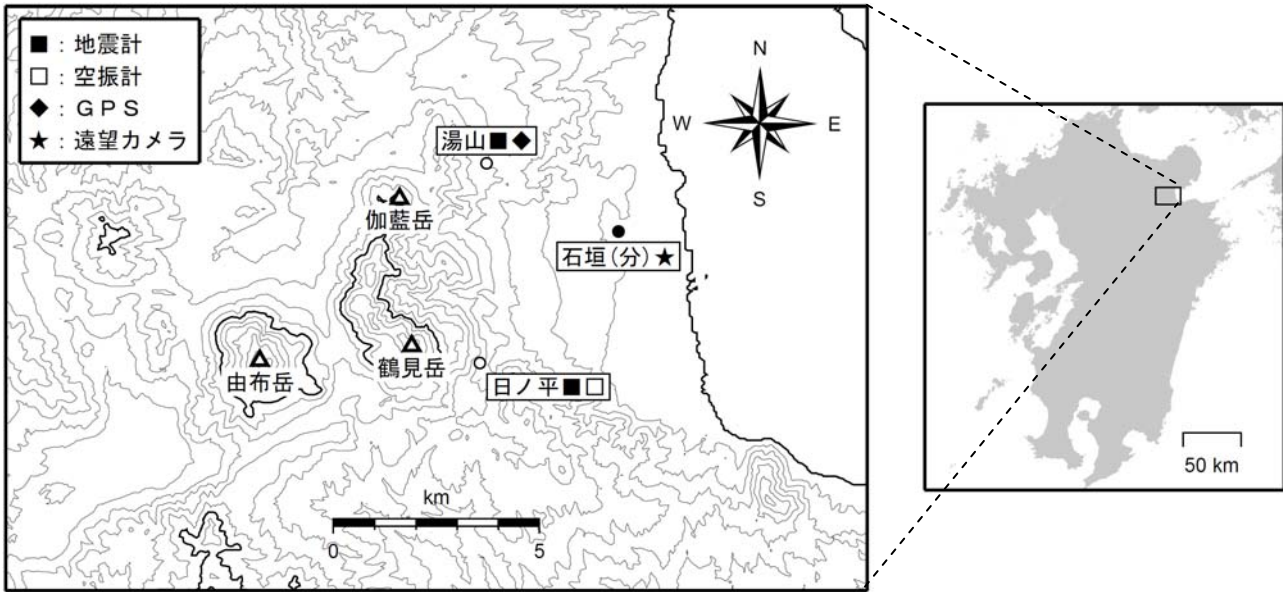 ■：地震計
□：空振計
◆：ＧＰＳ
★：遠望カメラ
N
W
E
S
湯山■◆
伽藍岳
石垣(分)★
鶴見岳
由布岳
日ノ平■□
km
0
5
50 km